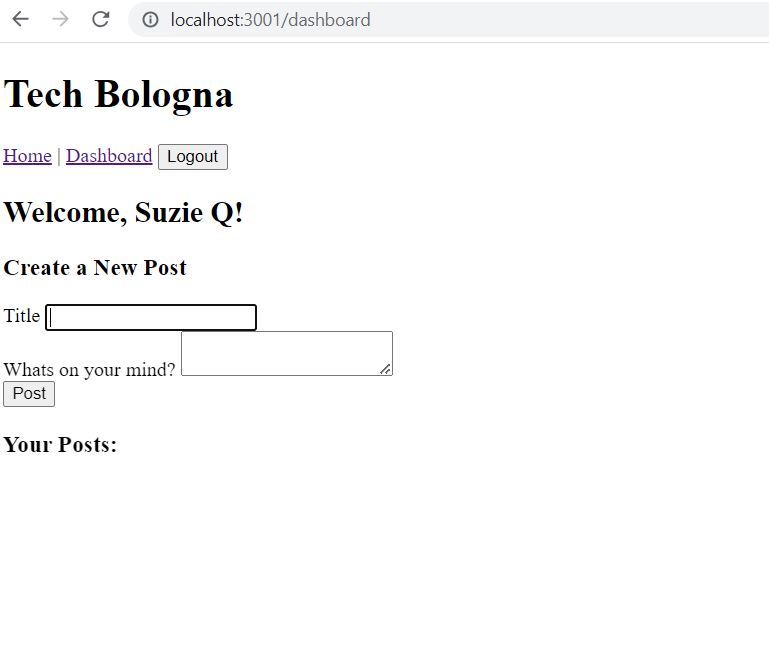 localhost:3001/dashboard
Tech Bologna
Home | Dashboard Logout
Welcome, Suzie Q!
Create a New Post
Title
Whats on your mind?
Post
Your Posts: